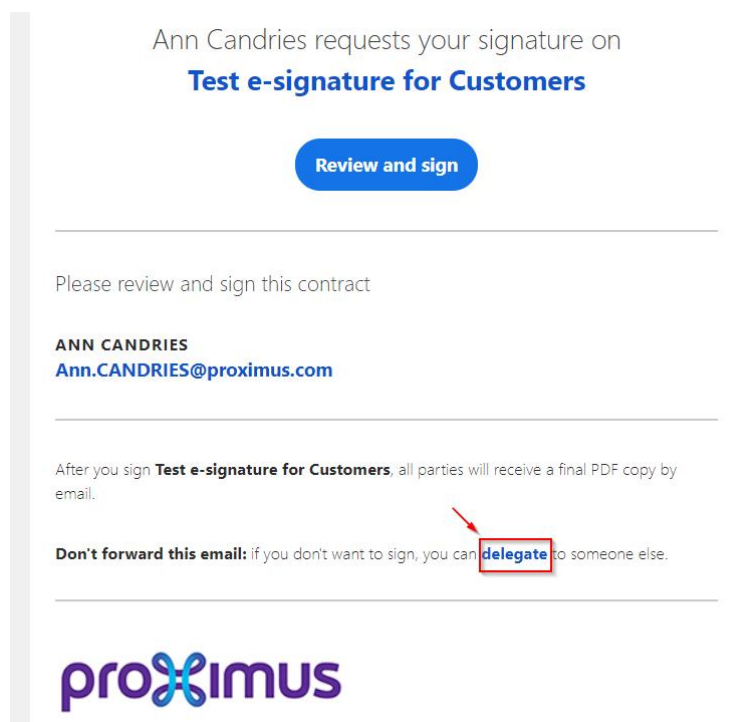 Ann Candries requests your signature on
Test e-signature for Customers
Review and sign
Please review and sign this contract
ANN CANDRIES
Ann.CANDRIES@proximus.com
After you sign Test e-signature for Customers, all parties will receive a final PDF copy by
email.
Don't forward this email: if you don't want to sign, you can delegate to someone else.
proximus